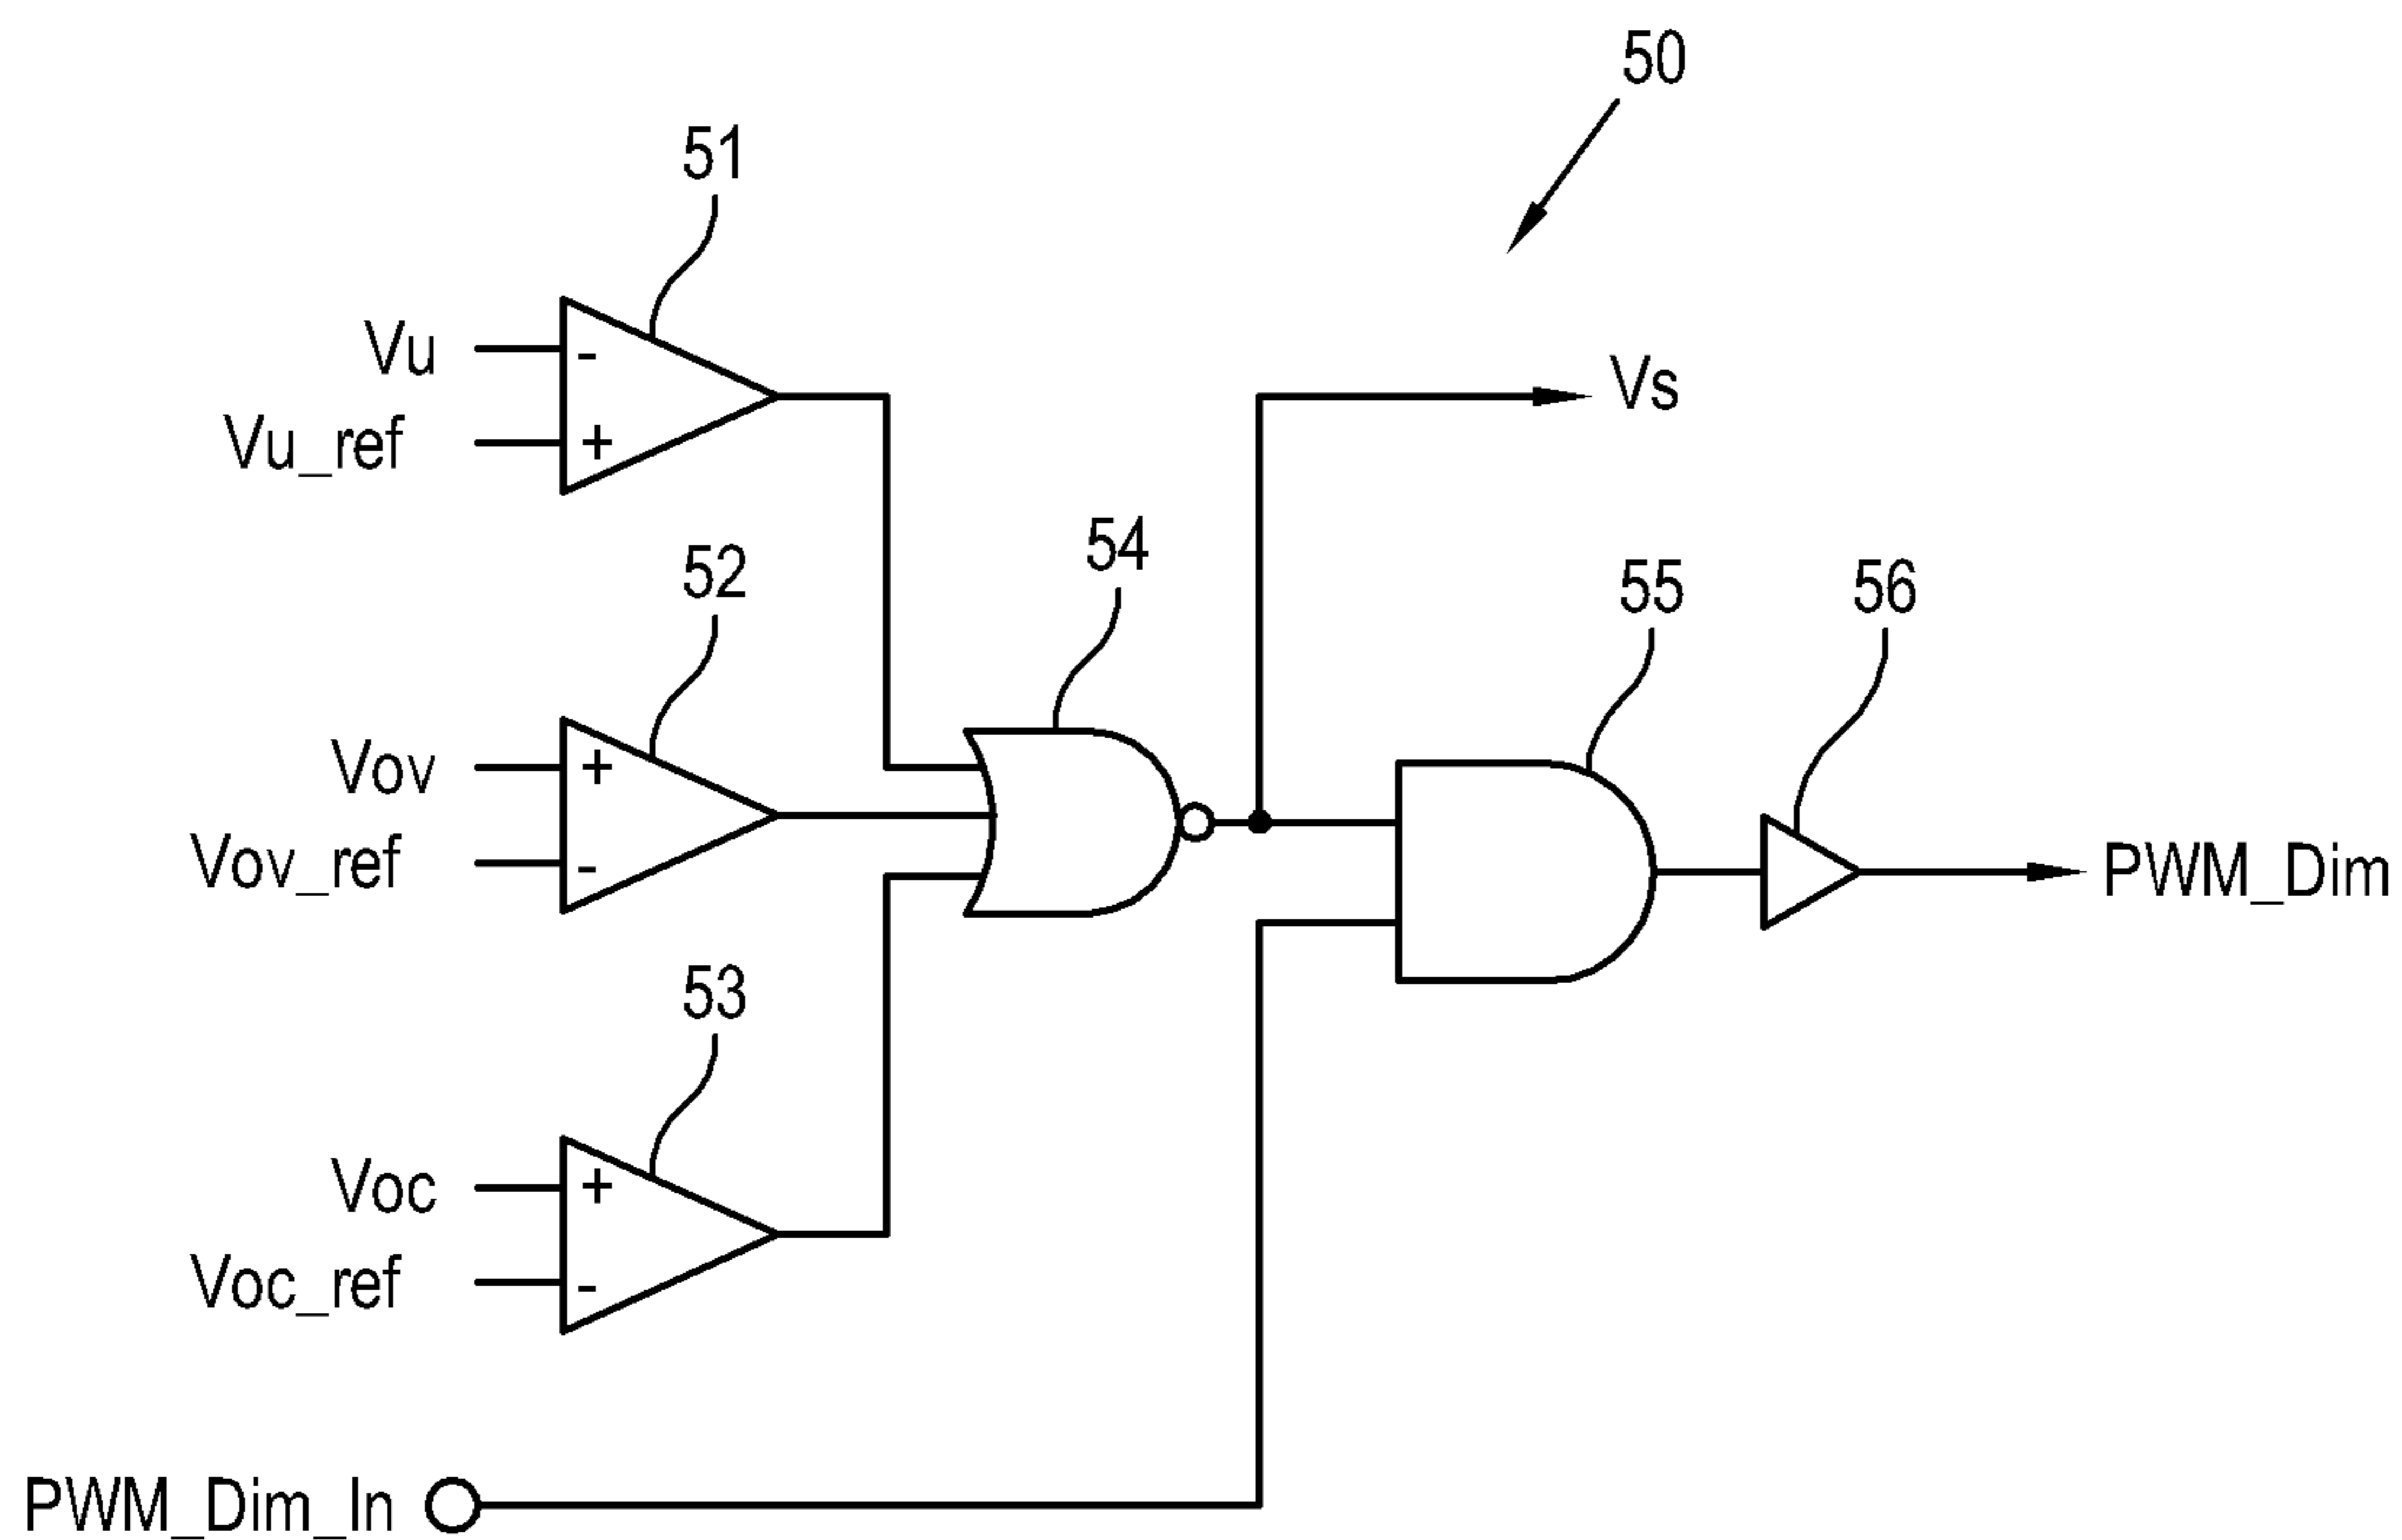 50
51
Vu
-
Vu_ref
+
Vs
52
54
55
56
Vov
+
Vov_ref
-
PWM_Dim
53
Voc
+
Voc_ref
-
PWM_Dim_In